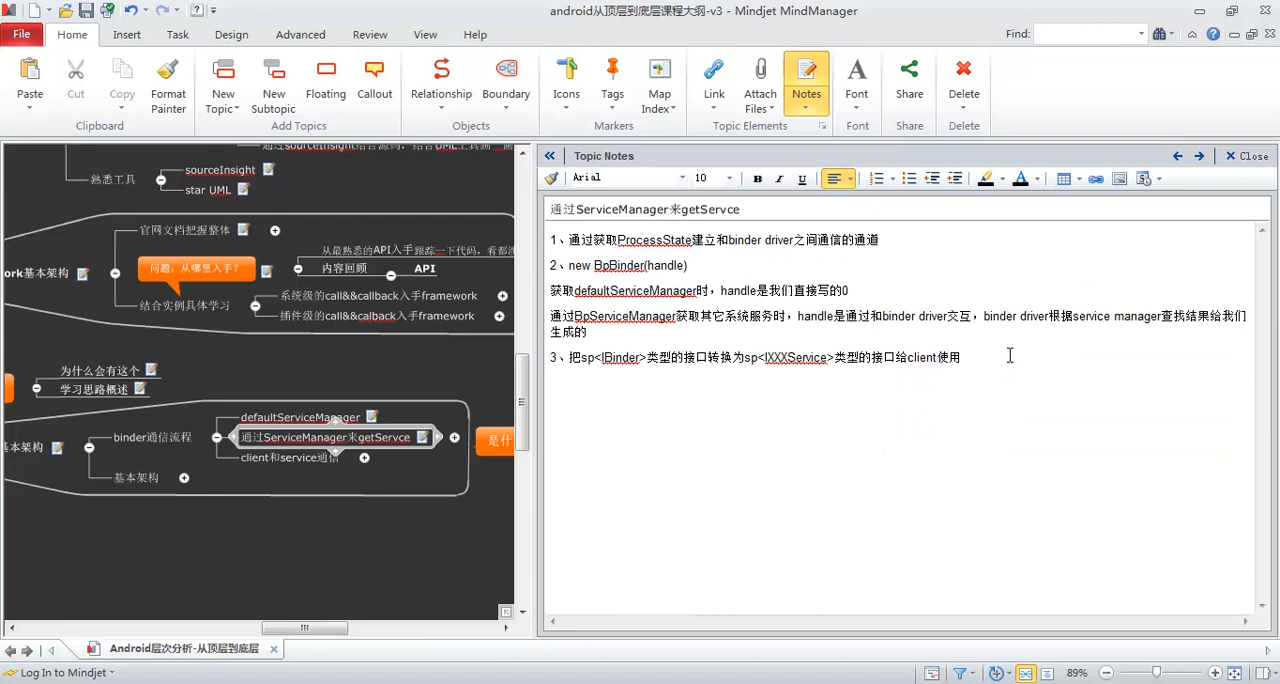 android从顶层到底层课程大纲-v3 - Mindjet MindManager
File Home Insert Task Design Advanced Review View Help Find:
Paste Cut Copy Format Painter New Topic New Subtopic Floating Callout Relationship Boundary Icons Tags Map Index Link Attach Files Notes Font Share Delete
Clipboard Add Topics Objects Markers Topic Elements Font Share Delete
Topic Notes Close
Arial 10 B I U A
通过ServiceManager来getServce
1、通过获取ProcessState建立和binder driver之间通信的通道
2、new BpBinder(handle)
获取defaultServiceManager时，handle是我们直接写的0
通过BpServiceManager获取其它系统服务时，handle是通过和binder driver交互，binder driver根据service manager查找结果给我们
生成的
3、把sp<IBinder>类型的接口转换为sp<IXXXService>类型的接口给client使用
sourceInsight
熟悉工具
star UML
官网文档把握整体
从最熟悉的API入手跟踪一下代码，看都
ork基本架构
问题：从哪里入手？
内容回顾 API
系统级的call&&callback入手framework
结合实例具体学习
插件级的call&&calback入手framework
为什么会有这个
学习思路概述
defaultServiceManager
基本架构 binder通信流程 通过ServiceManager来getServce 是什
client和service通信
基本架构
Android层次分析-从顶层到底层
Log In to Mindjet 89%